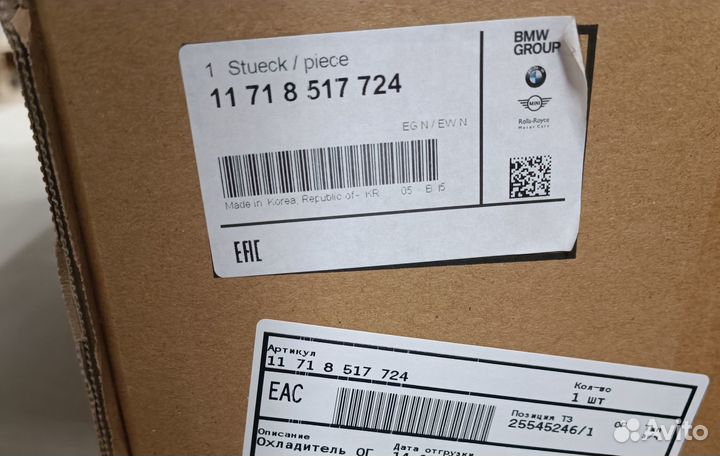 1 Stueck / piece
11 71 8 517 724
EG N / EW N
Made in Korea, Republic of - KR 05 - B 15
EAC
BMW
GROUP
MINI
Rolls-Royce
Motor Cars
Артикул
11 71 8 517 724
Кол-во
1 шт
EAC
Позиция ТЗ
25545246/1
Описание
Охладитель ОГ
Дата отгрузки
Avito